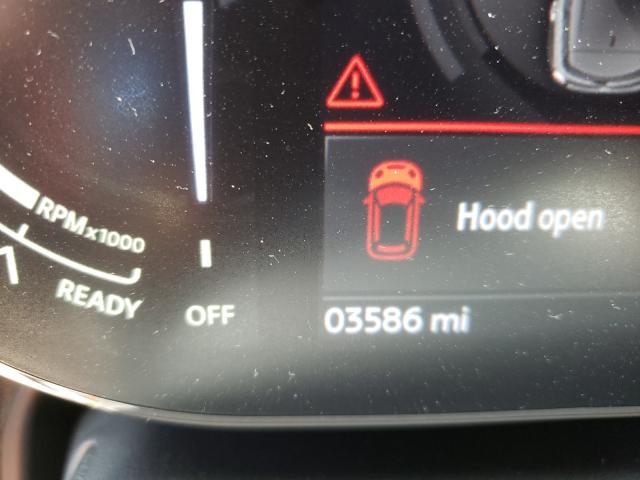 Hood open
RPMx1000
READY
OFF
03586 mi